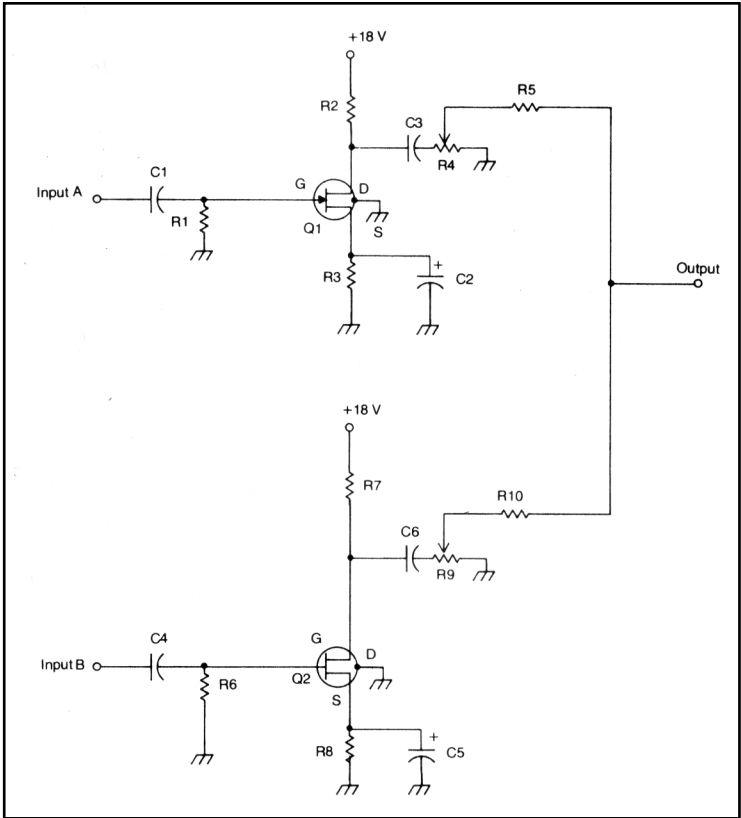 +18 V
R2
R5
C3
R4
Input A
C1
R1
G
D
Q1
S
R3
+
C2
Output
+18 V
R7
R10
C6
R9
Input B
C4
R6
G
D
Q2
S
R8
+
C5